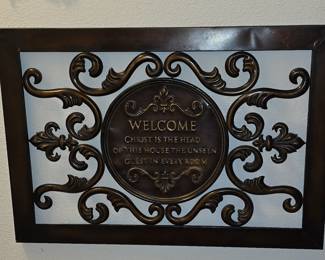 WELCOME
CHRIST IS THE HEAD
OF THIS HOUSE THE UNSEEN
GUEST IN EVERY ROOM